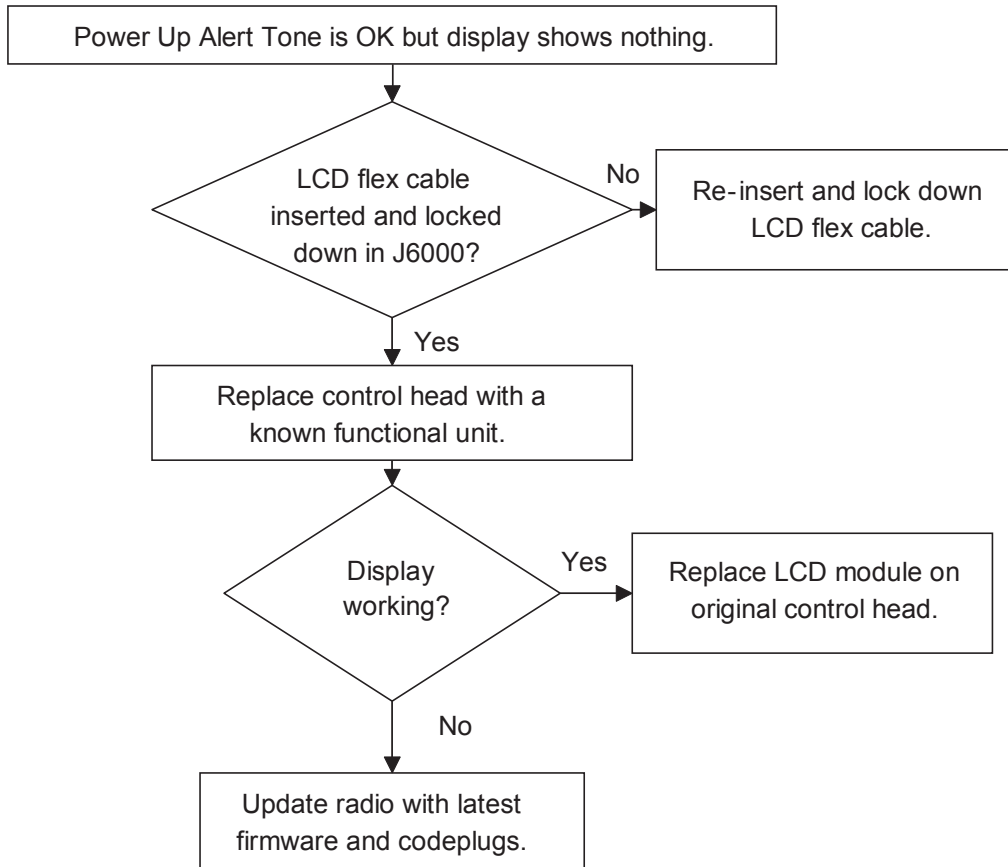 Power Up Alert Tone is OK but display shows nothing.
LCD flex cable
inserted and locked
down in J6000?
No
Re-insert and lock down
LCD flex cable.
Yes
Replace control head with a
known functional unit.
Display
working?
Yes
Replace LCD module on
original control head.
No
Update radio with latest
firmware and codeplugs.